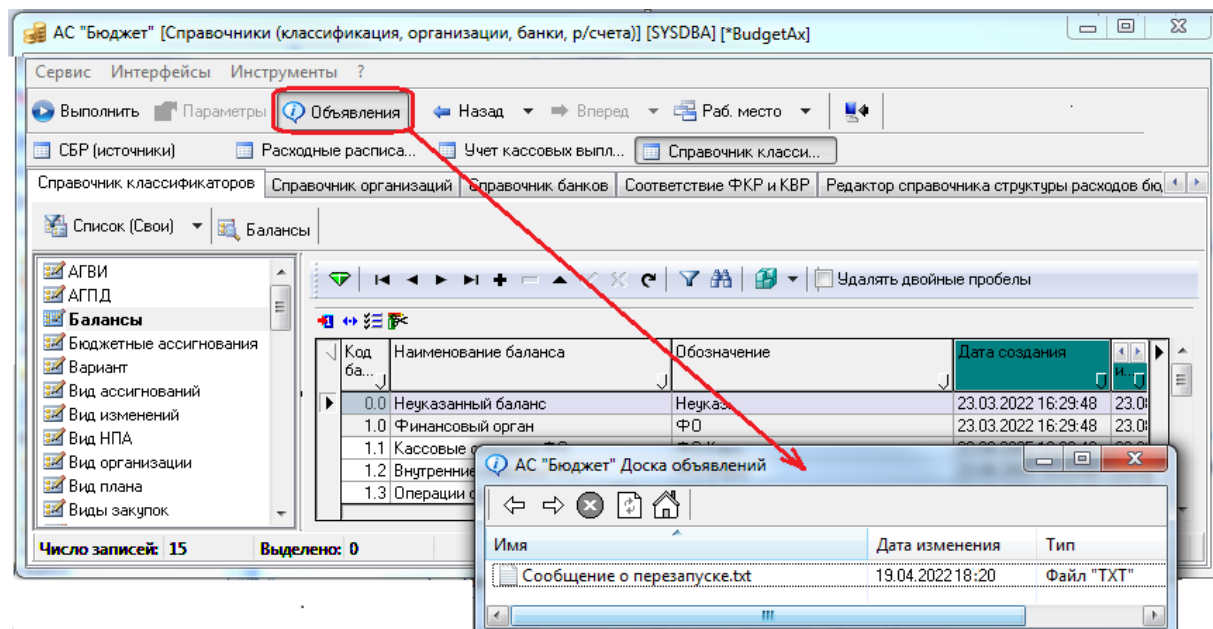 АС "Бюджет" [Справочники (классификация, организации, банки, р/счета)] [SYSDBA] [*BudgetAx]
Сервис Интерфейсы Инструменты ?
Выполнить Параметры Объявления Назад Вперед Раб. место
СБР (источники) Расходные расписа... Учет кассовых выпл... Справочник класси...
Справочник классификаторов Справочник организаций Справочник банков Соответствие ФКР и КВР Редактор справочника структуры расходов бю
Список (Свои) Балансы
АГВИ
АГПД
Балансы
Бюджетные ассигнования
Вариант
Вид ассигнований
Вид изменений
Вид НПА
Вид организации
Вид плана
Виды закупок
Удалять двойные пробелы
Код ба... Наименование баланса Обозначение Дата создания и...
0.0 Неуказанный баланс Неуказ. 23.03.2022 16:29:48 23.0
1.0 Финансовый орган ФО 23.03.2022 16:29:48 23.0
1.1 Кассовые
1.2 Внутренние
1.3 Операции с
Число записей: 15 Выделено: 0
АС "Бюджет" Доска объявлений
Имя Дата изменения Тип
Сообщение о перезапуске.txt 19.04.2022 18:20 Файл "TXT"